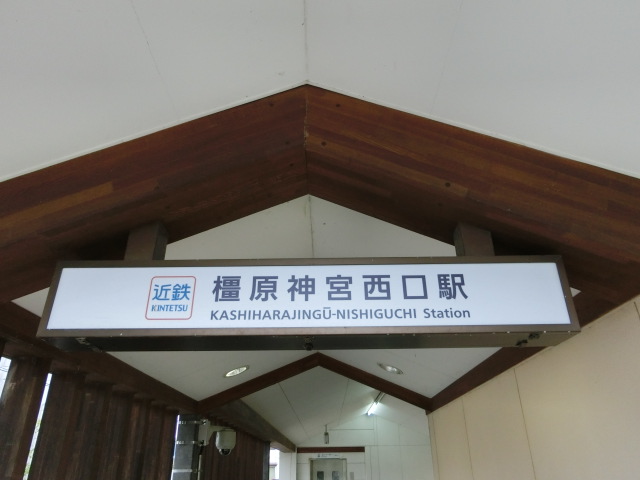 近鉄
KINTETSU
橿原神宮西口駅
KASHIHARAJINGŪ-NISHIGUCHI Station